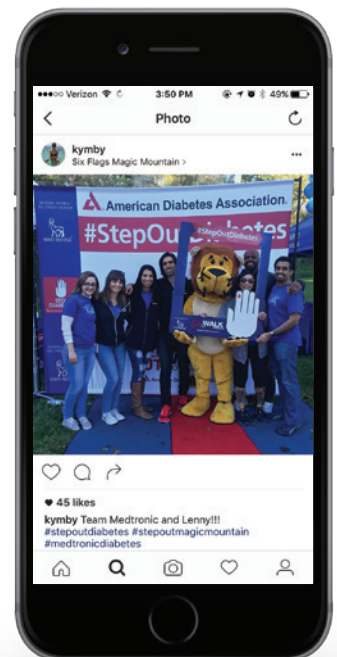 Verizon 3:50 PM 49%
Photo
kymby
Six Flags Magic Mountain >
...
American Diabetes Association.
#StepOutDiabetes
#StepOutDiabetes
WALK
45 likes
kymby Team Medtronic and Lenny!!!
#stepoutdiabetes #stepoutmagicmountain
#medtronicdiabetes